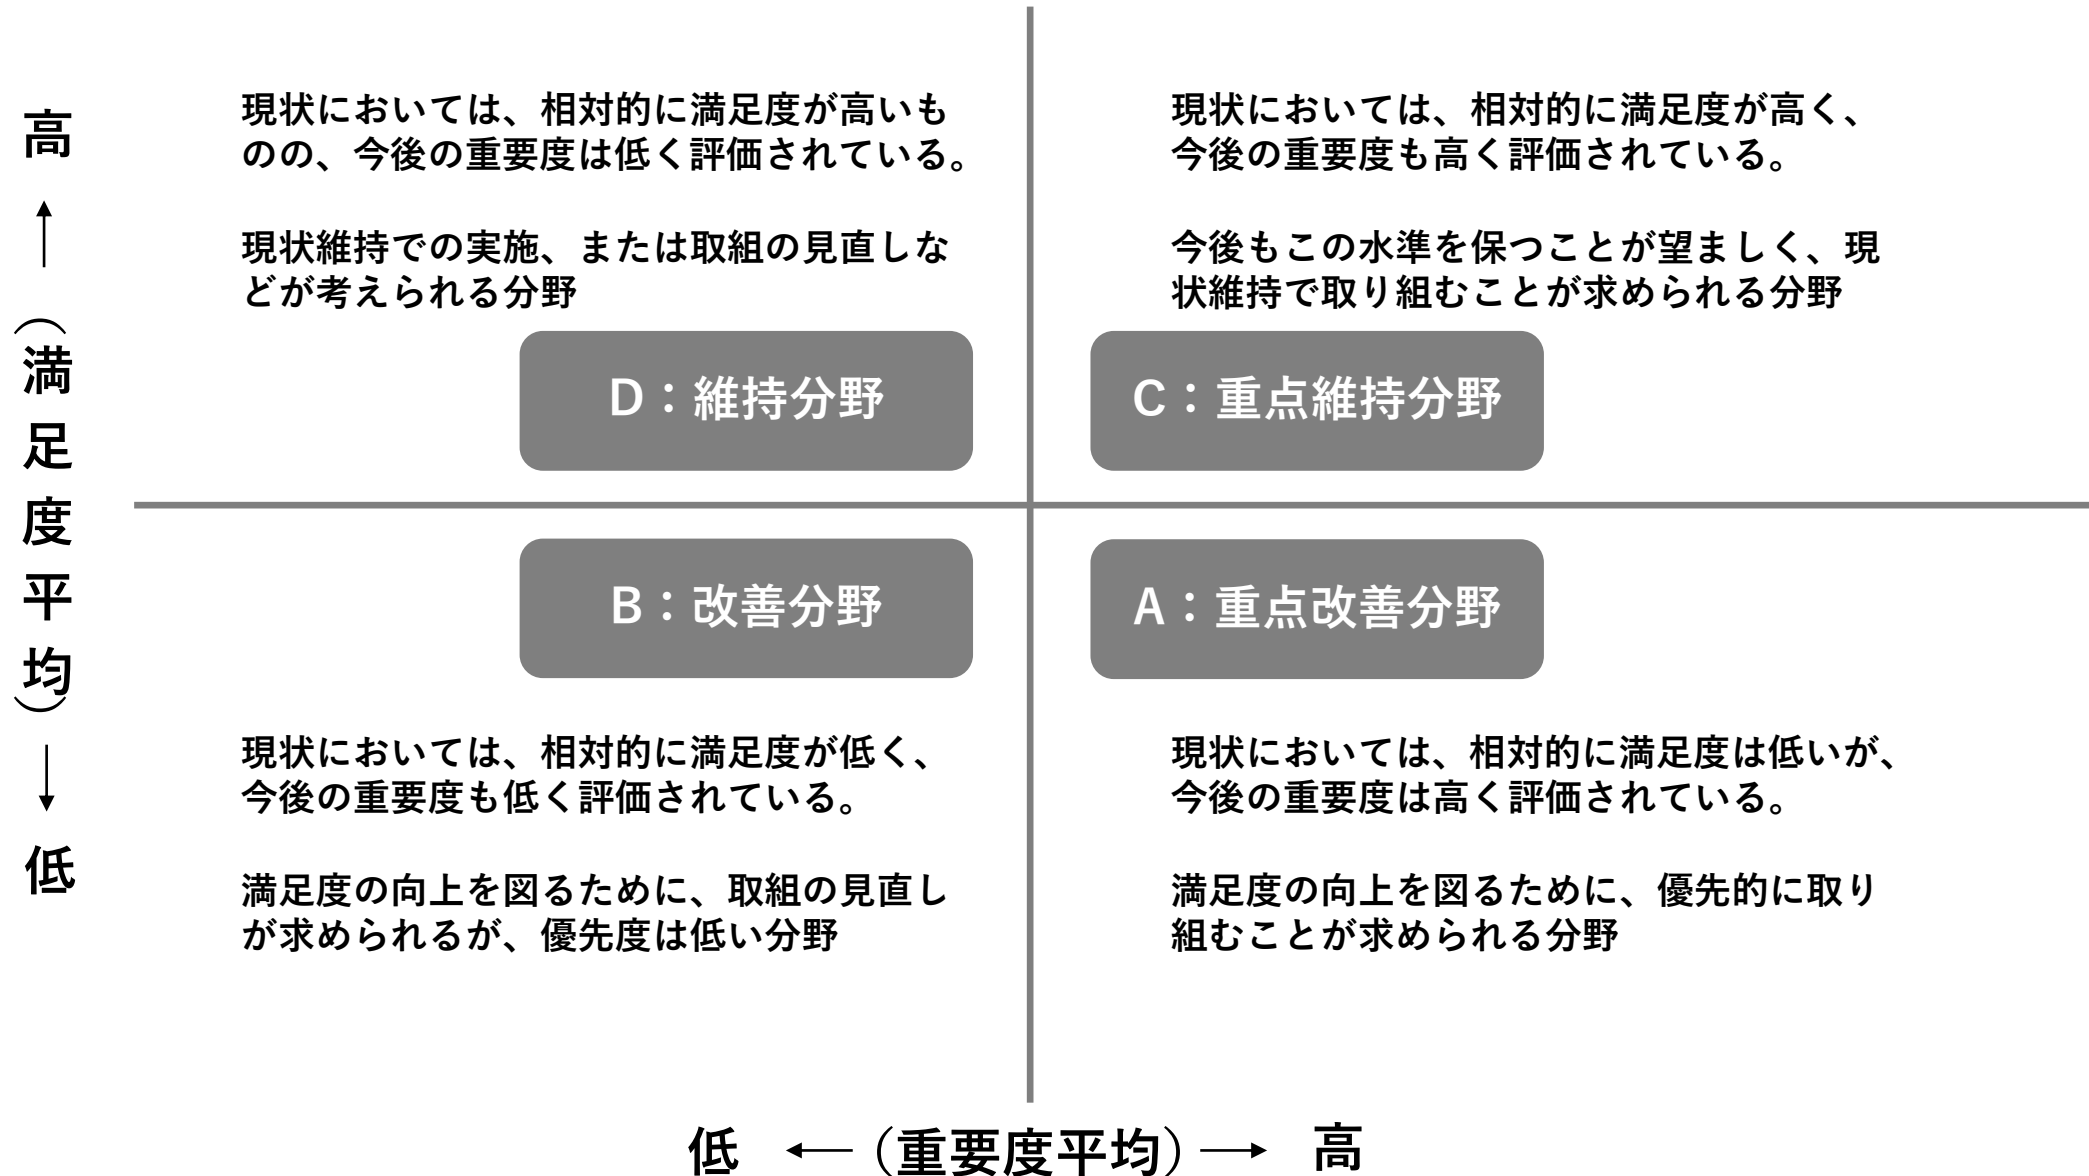 高
↑
（満足度平均）
↓
低
現状においては、相対的に満足度が高いも
のの、今後の重要度は低く評価されている。
現状維持での実施、または取組の見直しな
どが考えられる分野
D：維持分野
現状においては、相対的に満足度が高く、
今後の重要度も高く評価されている。
今後もこの水準を保つことが望ましく、現
状維持で取り組むことが求められる分野
C：重点維持分野
B：改善分野
現状においては、相対的に満足度が低く、
今後の重要度も低く評価されている。
満足度の向上を図るために、取組の見直し
が求められるが、優先度は低い分野
A：重点改善分野
現状においては、相対的に満足度は低いが、
今後の重要度は高く評価されている。
満足度の向上を図るために、優先的に取り
組むことが求められる分野
低 ←（重要度平均）→ 高